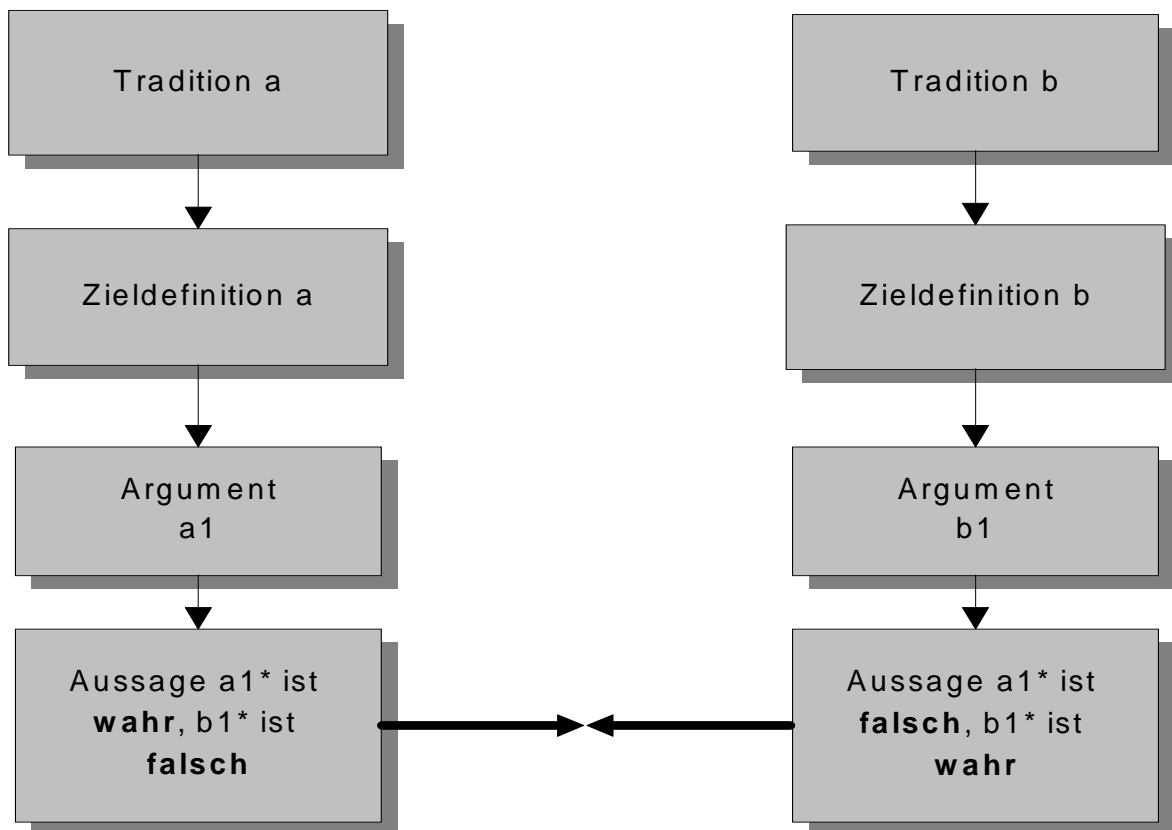 Tradition a
Zieldefinition a
Argument
a1
Aussage a1* ist
wahr, b1* ist
falsch
Tradition b
Zieldefinition b
Argument
b1
Aussage a1* ist
falsch, b1* ist
wahr